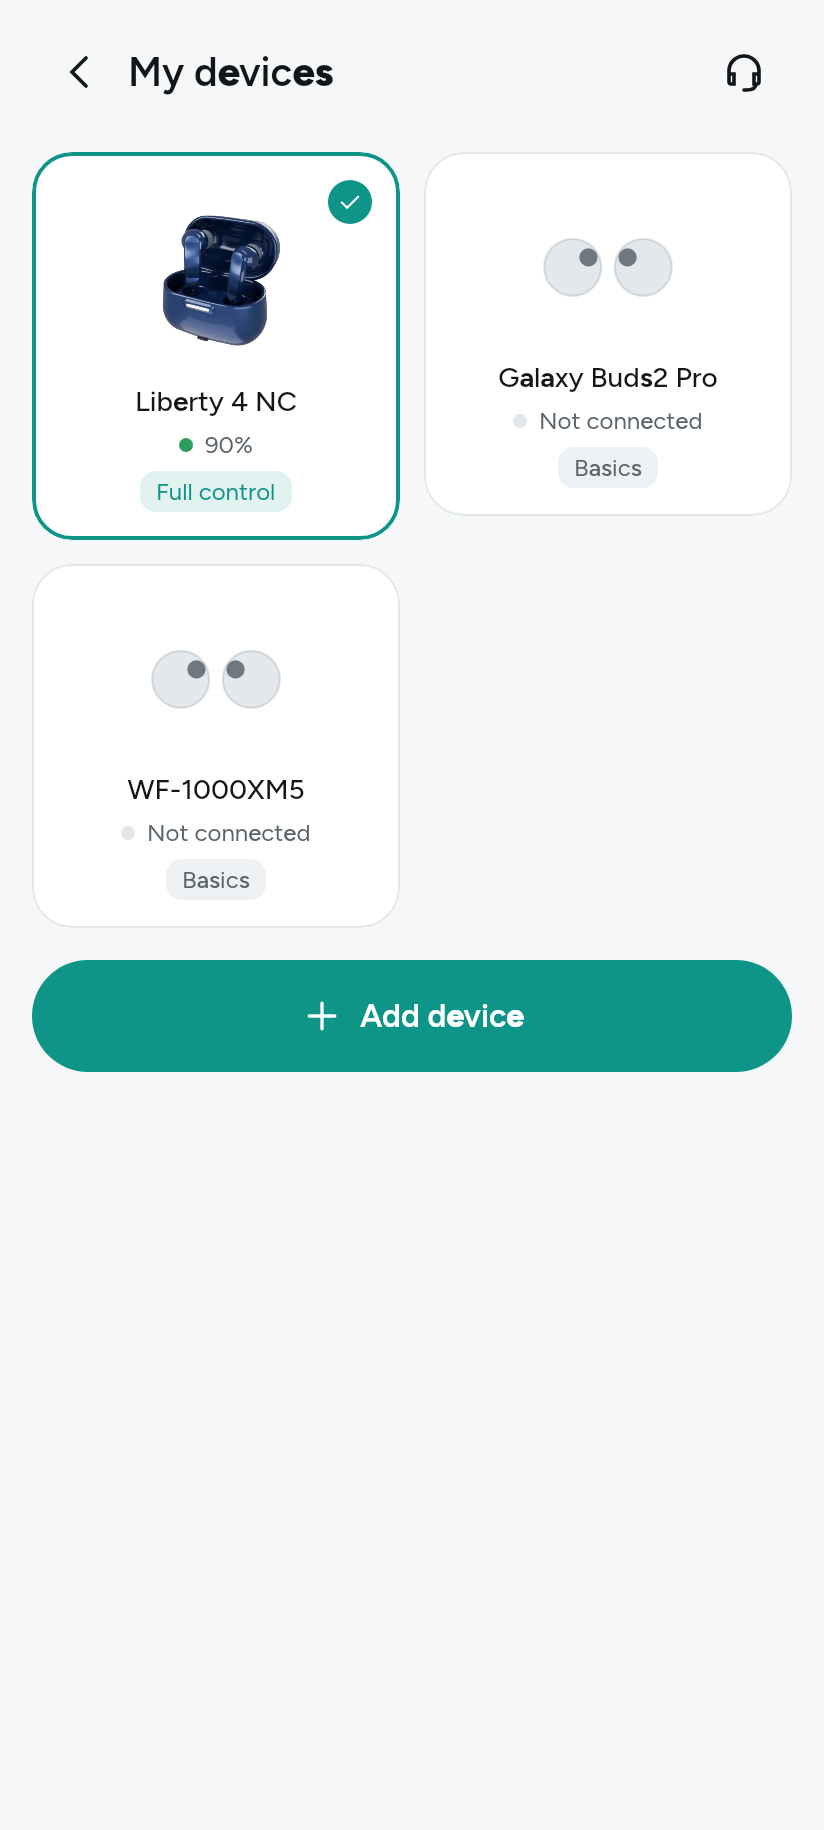 My devices
Liberty 4 NC
90%
Full control
Galaxy Buds2 Pro
Not connected
Basics
WF-1000XM5
Not connected
Basics
Add device